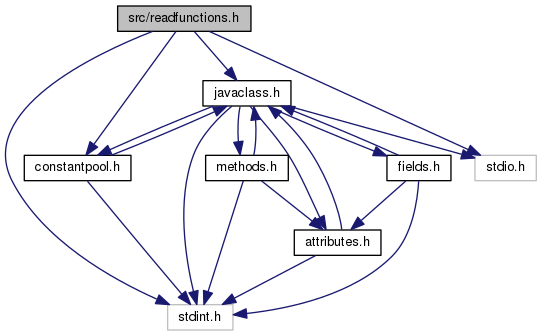 src/readfunctions.h
javaclass.h
constantpool.h
methods.h
fields.h
stdio.h
attributes.h
stdint.h